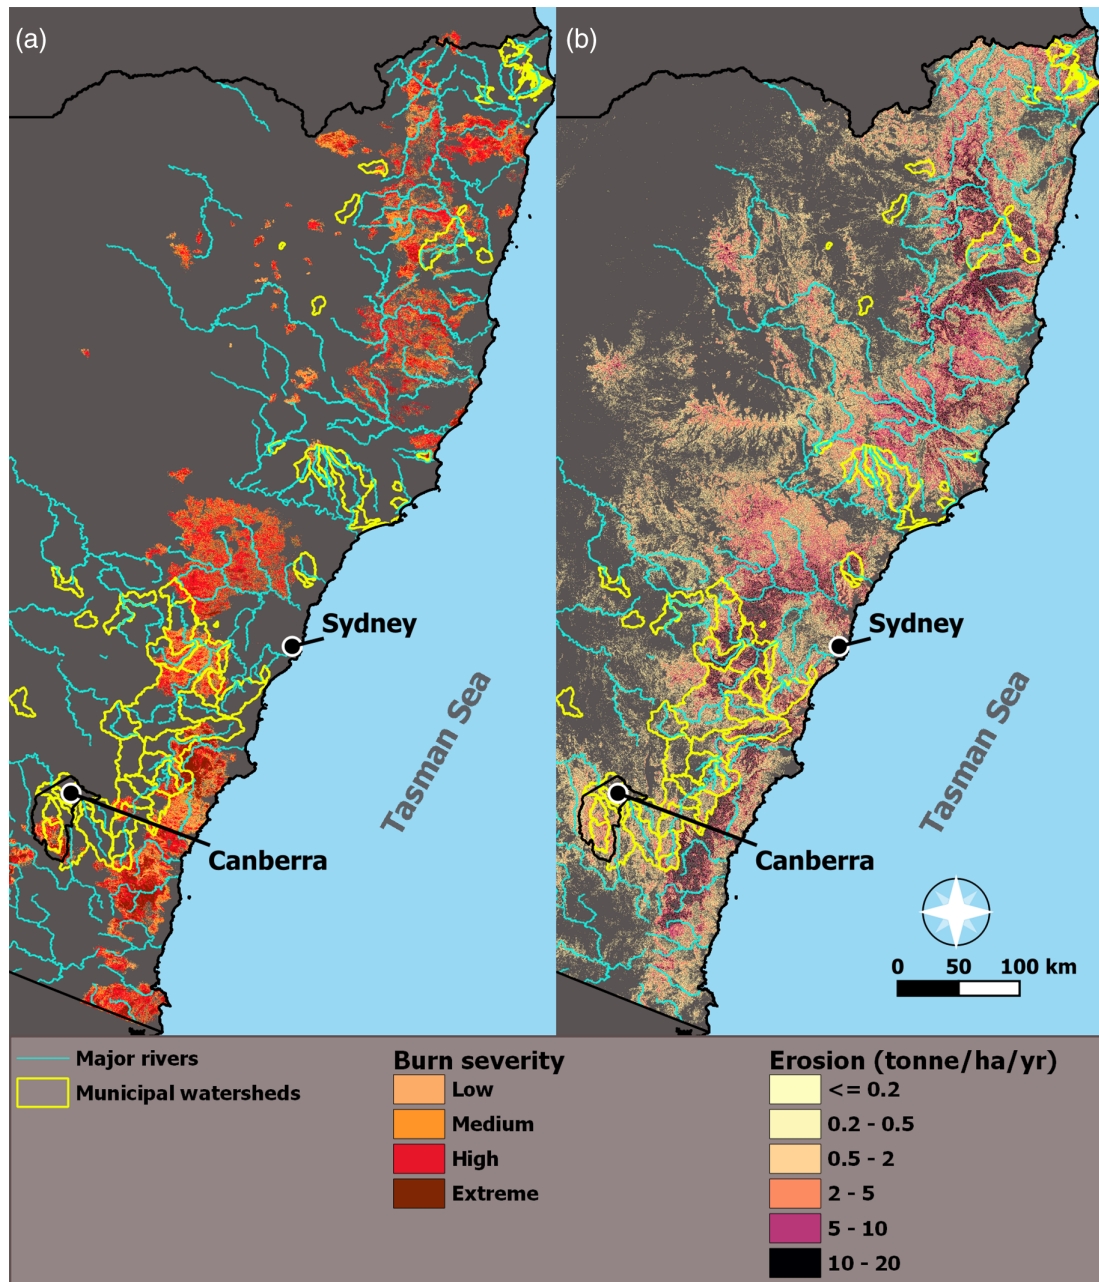 (a)
(b)
Sydney
Sydney
Tasman Sea
Tasman Sea
Canberra
Canberra
0 50 100 km
Major rivers
Municipal watersheds
Burn severity
Low
Medium
High
Extreme
Erosion (tonne/ha/yr)
<= 0.2
0.2 - 0.5
0.5 - 2
2 - 5
5 - 10
10 - 20